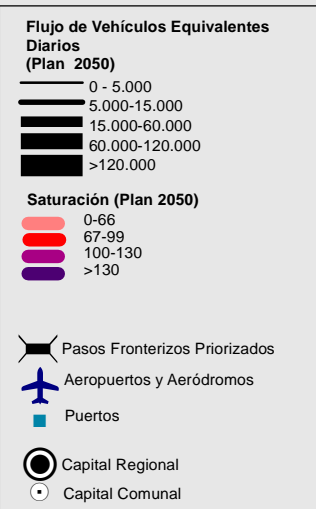 Flujo de Vehículos Equivalentes
Diarios
(Plan 2050)
0 - 5.000
5.000-15.000
15.000-60.000
60.000-120.000
>120.000
Saturación (Plan 2050)
0-66
67-99
100-130
>130
Pasos Fronterizos Priorizados
Aeropuertos y Aeródromos
Puertos
Capital Regional
Capital Comunal